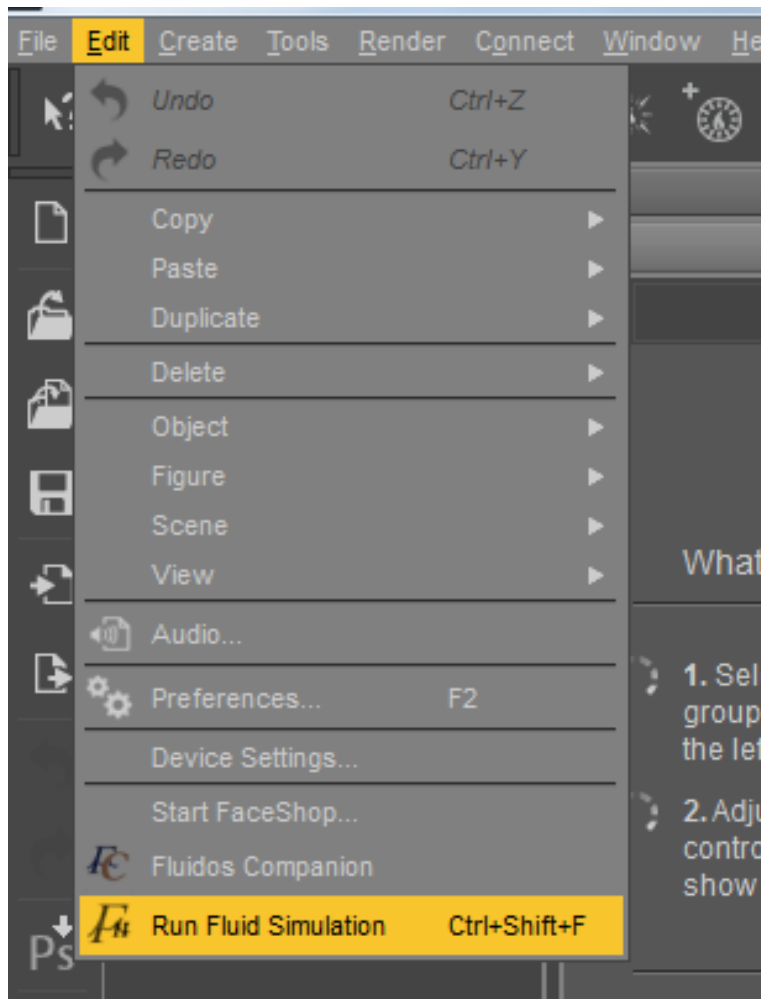 File Edit Create Tools Render Connect Window He
Undo Ctrl+Z
Redo Ctrl+Y
Copy
Paste
Duplicate
Delete
Object
Figure
Scene
View
Audio...
Preferences... F2
Device Settings...
Start FaceShop...
FC Fluidos Companion
Run Fluid Simulation Ctrl+Shift+F
Ps
What
1. Sel
group
the lef
2. Adju
contro
show